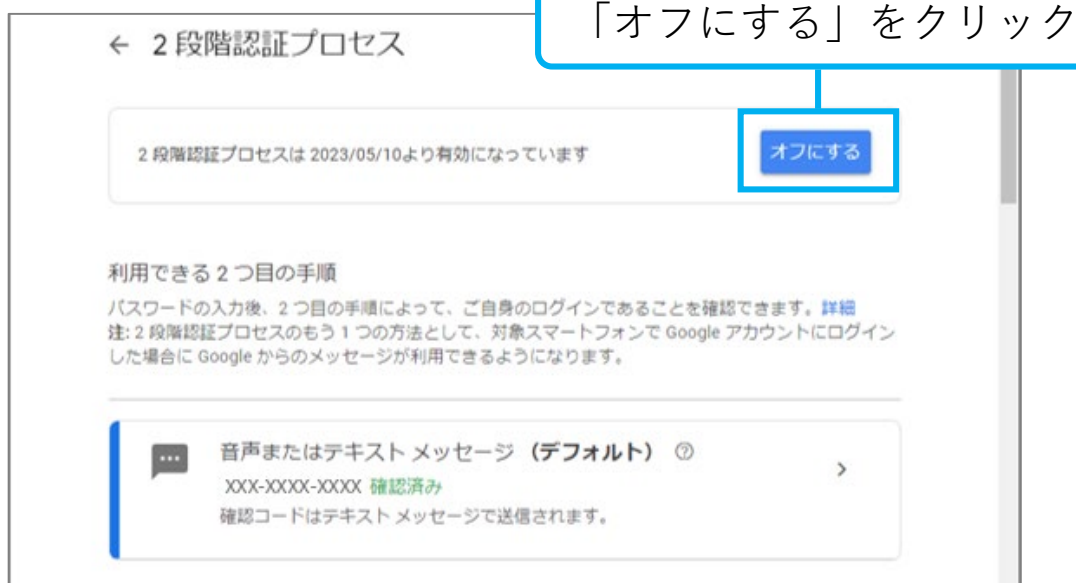 「オフにする」をクリック
← 2 段階認証プロセス
2 段階認証プロセスは 2023/05/10より有効になっています
オフにする
利用できる 2 つ目の手順
パスワードの入力後、2 つ目の手順によって、ご自身のログインであることを確認できます。詳細
注: 2 段階認証プロセスのもう 1 つの方法として、対象スマートフォンで Google アカウントにログイン
した場合に Google からのメッセージが利用できるようになります。
音声またはテキスト メッセージ（デフォルト）
XXX-XXXX-XXXX 確認済み
確認コードはテキスト メッセージで送信されます。